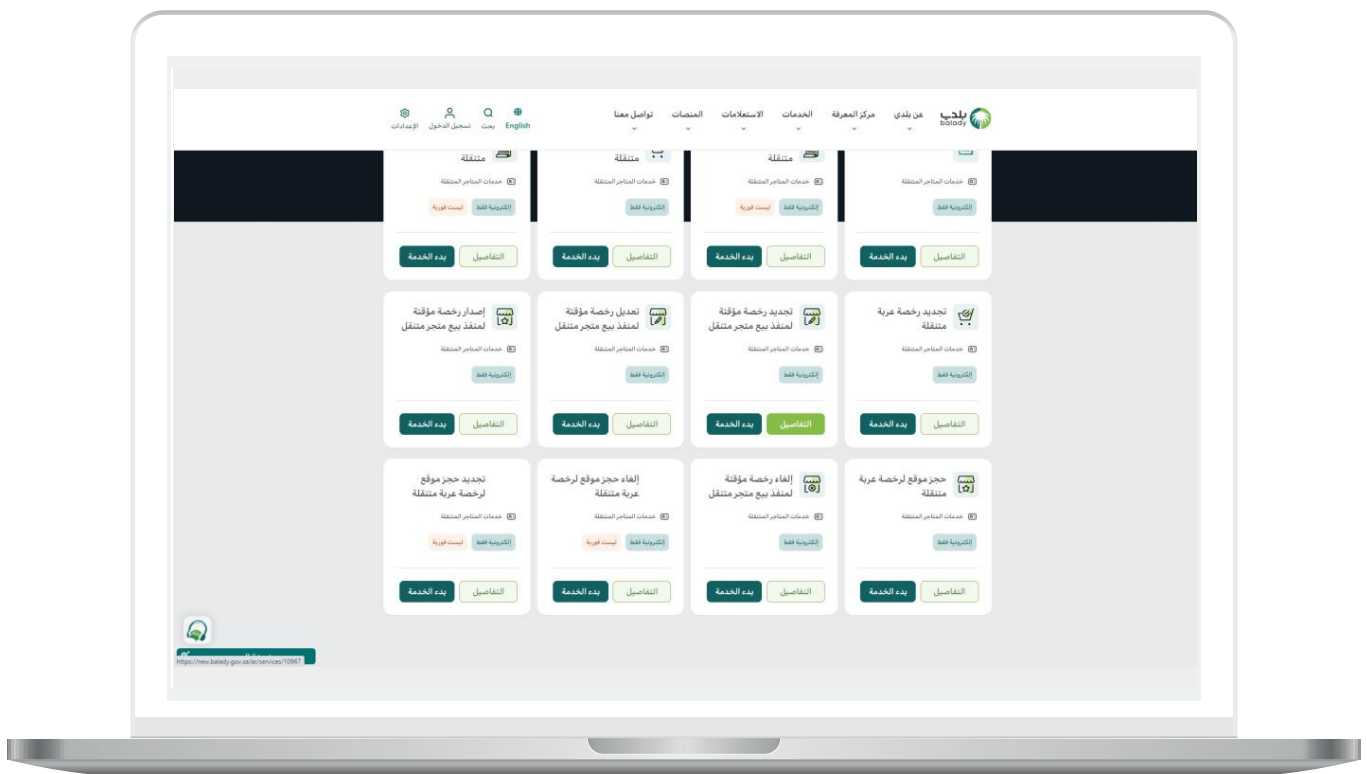 بلدي
balady
عن بلدي
مركز المعرفة
الخدمات
الاستعلامات
المنصات
تواصل معنا
English
بحث
تسجيل الدخول
الإعدادات
خدمات المتاجر المتنقلة
إلكترونية فقط
التفاصيل
بدء الخدمة
متنقلة
خدمات المتاجر المتنقلة
إلكترونية فقط
ليست فورية
التفاصيل
بدء الخدمة
متنقلة
خدمات المتاجر المتنقلة
إلكترونية فقط
التفاصيل
بدء الخدمة
متنقلة
خدمات المتاجر المتنقلة
إلكترونية فقط
ليست فورية
التفاصيل
بدء الخدمة
تجديد رخصة عربة
متنقلة
خدمات المتاجر المتنقلة
إلكترونية فقط
التفاصيل
بدء الخدمة
تجديد رخصة مؤقتة
لمنفذ بيع متجر متنقل
خدمات المتاجر المتنقلة
إلكترونية فقط
التفاصيل
بدء الخدمة
تعديل رخصة مؤقتة
لمنفذ بيع متجر متنقل
خدمات المتاجر المتنقلة
إلكترونية فقط
التفاصيل
بدء الخدمة
إصدار رخصة مؤقتة
لمنفذ بيع متجر متنقل
خدمات المتاجر المتنقلة
إلكترونية فقط
التفاصيل
بدء الخدمة
حجز موقع لرخصة عربة
متنقلة
خدمات المتاجر المتنقلة
إلكترونية فقط
التفاصيل
بدء الخدمة
إلغاء رخصة مؤقتة
لمنفذ بيع متجر متنقل
خدمات المتاجر المتنقلة
إلكترونية فقط
التفاصيل
بدء الخدمة
إلغاء حجز موقع لرخصة
عربة متنقلة
خدمات المتاجر المتنقلة
إلكترونية فقط
ليست فورية
التفاصيل
بدء الخدمة
تجديد حجز موقع
لرخصة عربة متنقلة
خدمات المتاجر المتنقلة
إلكترونية فقط
ليست فورية
التفاصيل
بدء الخدمة
https://new.balady.gov.sa/ar/services/10967